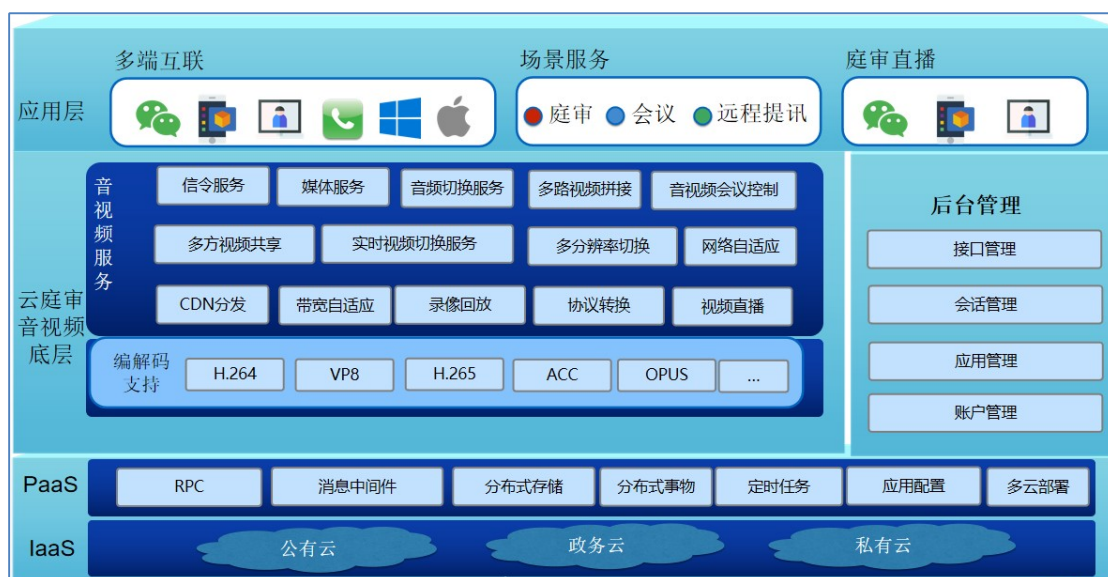 多端互联
场景服务
庭审直播
应用层
庭审
会议
远程提讯
音视频服务
信令服务
媒体服务
音频切换服务
多路视频拼接
音视频会议控制
多方视频共享
实时视频切换服务
多分辨率切换
网络自适应
CDN分发
带宽自适应
录像回放
协议转换
视频直播
云庭审
音视频
底层
编解码
支持
H.264
VP8
H.265
ACC
OPUS
...
后台管理
接口管理
会话管理
应用管理
账户管理
PaaS
RPC
消息中间件
分布式存储
分布式事物
定时任务
应用配置
多云部署
IaaS
公有云
政务云
私有云